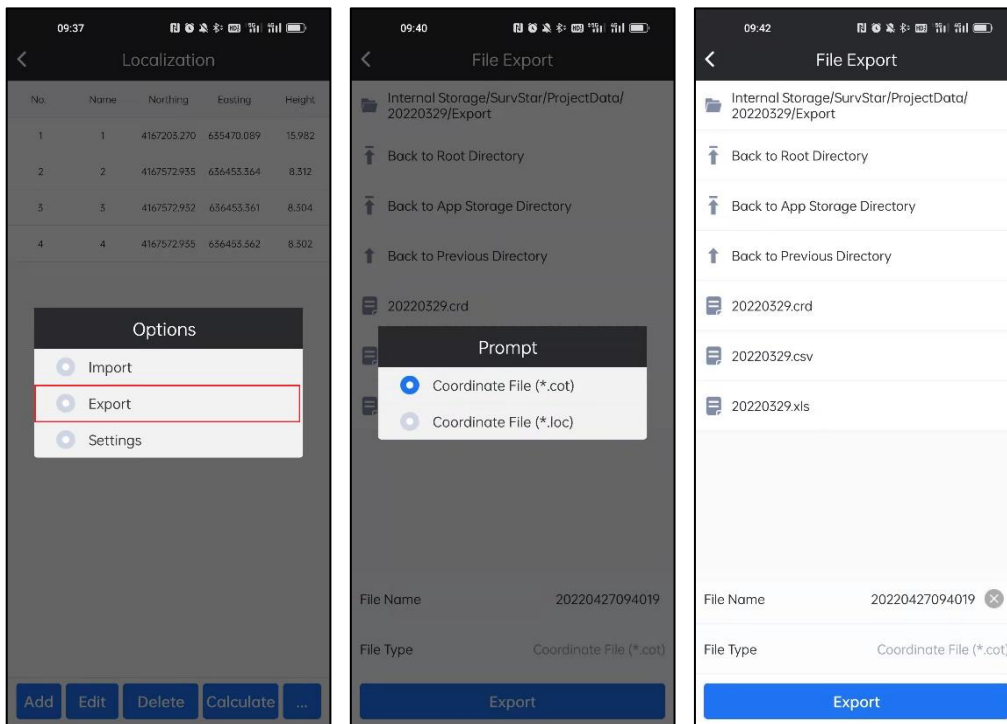 09:37
Localization
No. Name Northing Easting Height
1 1 4167203.270 635470.089 15.982
2 2 4167572.935 636453.364 8.312
3 3 4167572.932 636453.361 8.304
4 4 4167572.935 636453.362 8.302
Options
Import
Export
Settings
Add Edit Delete Calculate ...
09:40
File Export
Internal Storage/SurvStar/ProjectData/
20220329/Export
Back to Root Directory
Back to App Storage Directory
Back to Previous Directory
20220329.crd
Prompt
Coordinate File (*.cot)
Coordinate File (*.loc)
File Name 20220427094019
File Type Coordinate File (*.cot)
Export
09:42
File Export
Internal Storage/SurvStar/ProjectData/
20220329/Export
Back to Root Directory
Back to App Storage Directory
Back to Previous Directory
20220329.crd
20220329.csv
20220329.xls
File Name 20220427094019
File Type Coordinate File (*.cot)
Export